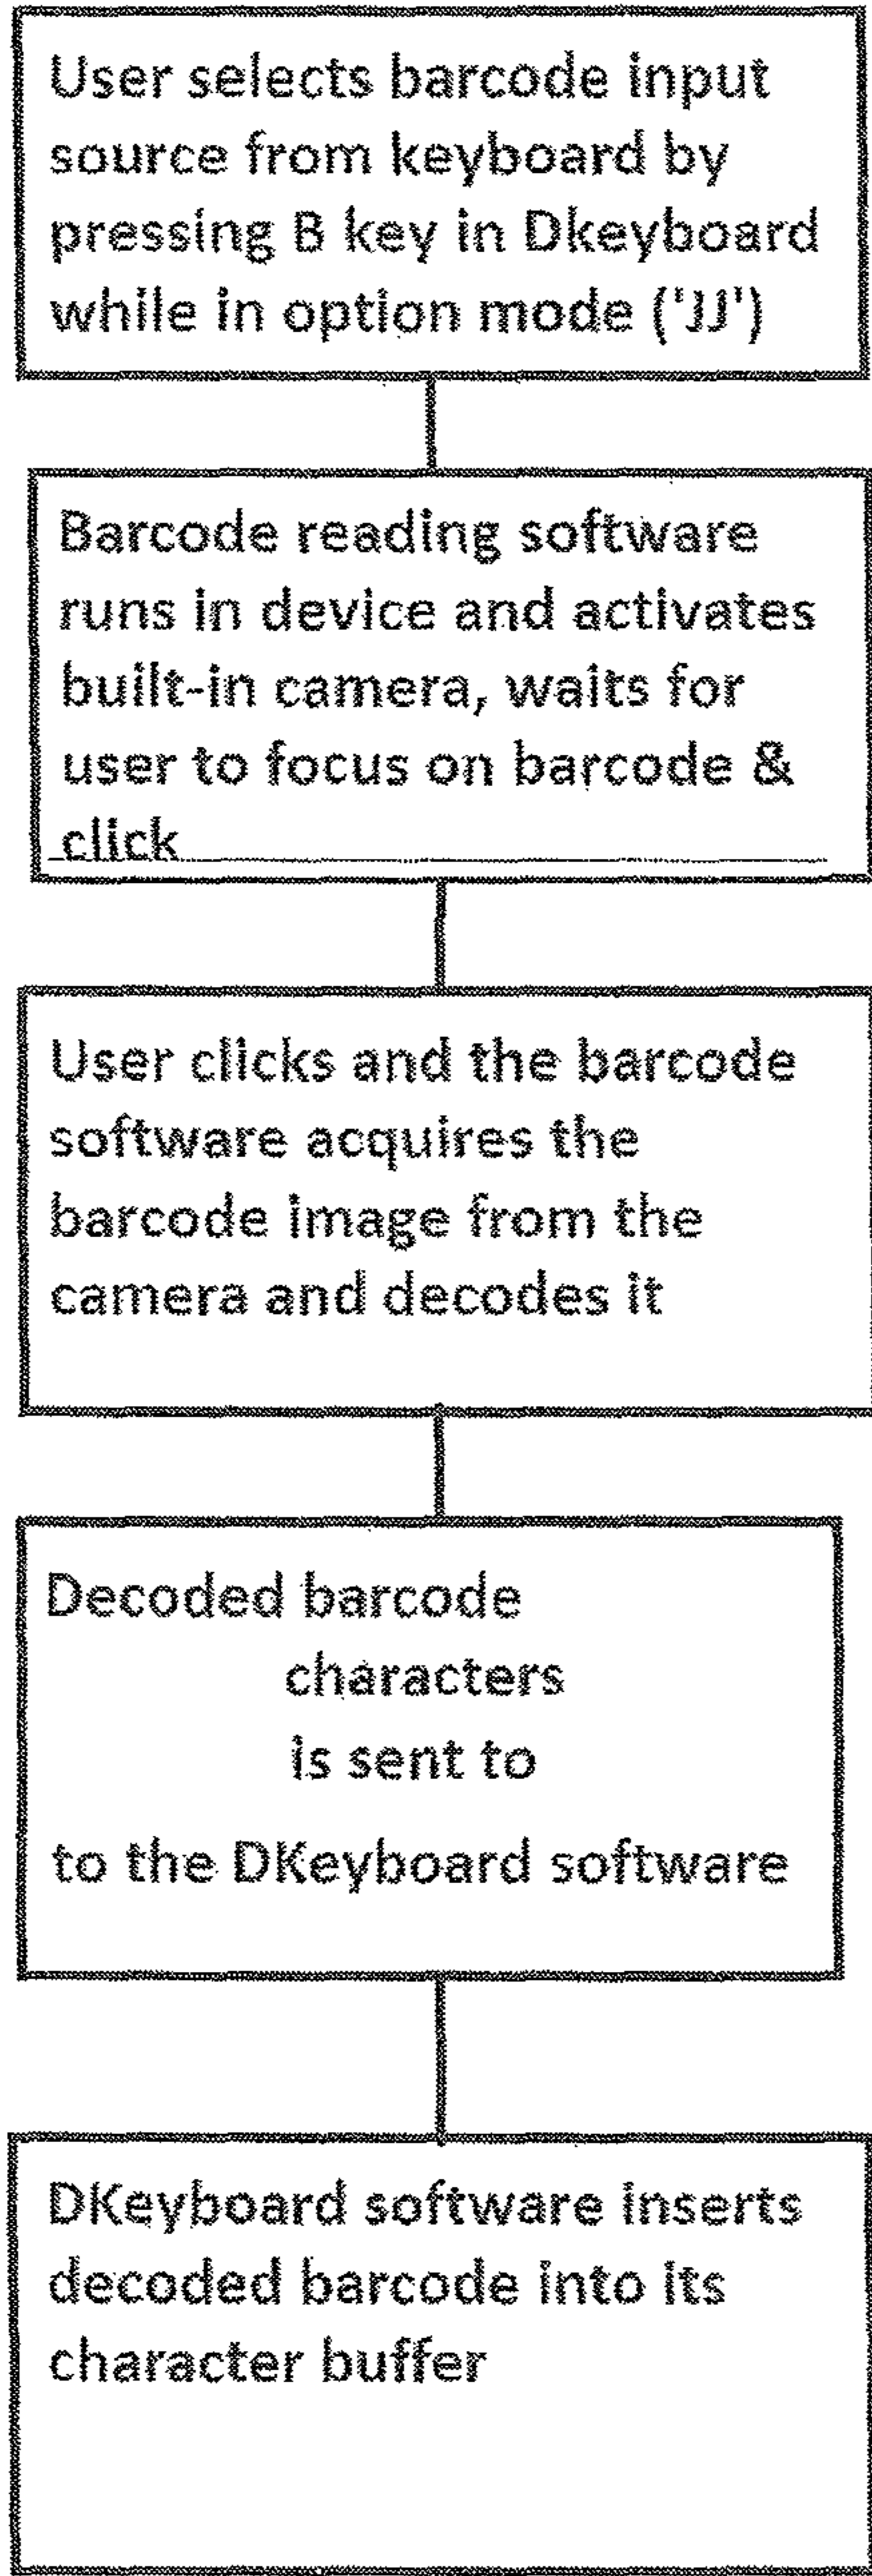 User selects barcode input
source from keyboard by
pressing B key in Dkeyboard
while in option mode ('JJ')
Barcode reading software
runs in device and activates
built-in camera, waits for
user to focus on barcode &
click
User clicks and the barcode
software acquires the
barcode image from the
camera and decodes it
Decoded barcode
characters
is sent to
to the DKeyboard software
DKeyboard software inserts
decoded barcode into its
character buffer